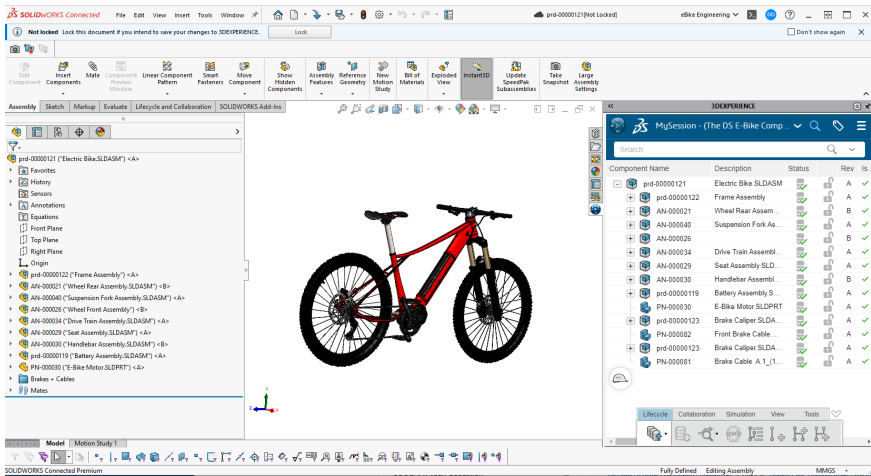 SOLIDWORKS Connected File Edit View Insert Tools Window prd-00000121[Not Locked] eBike Engineering
Not locked Lock this document if you intend to save your changes to 3DEXPERIENCE. Lock Don't show again
Edit Component Insert Components Mate Component Preview Window Linear Component Pattern Smart Fasteners Move Component Show Hidden Components Assembly Features Reference Geometry New Motion Study Bill of Materials Exploded View Instant3D Update SpeedPak Subassemblies Take Snapshot Large Assembly Settings
Assembly Sketch Markup Evaluate Lifecycle and Collaboration SOLIDWORKS Add-Ins
prd-00000121 ("Electric Bike.SLDASM") <A>
Favorites
History
Sensors
Annotations
Equations
Front Plane
Top Plane
Right Plane
Origin
prd-00000122 ("Frame Assembly") <A>
AN-000021 ("Wheel Rear Assembly.SLDASM") <B>
AN-000040 ("Suspension Fork Assembly.SLDASM") <A>
AN-000026 ("Wheel Front Assembly") <B>
AN-000034 ("Drive Train Assembly.SLDASM") <A>
AN-000029 ("Seat Assembly.SLDASM") <A>
AN-000030 ("Handlebar Assembly.SLDASM") <B>
prd-00000119 ("Battery Assembly.SLDASM") <A>
PN-000030 ("E-Bike Motor.SLDPRT") <A>
Brakes + Cables
Mates
3DEXPERIENCE
MySession - (The DS E-Bike Comp...
Search
Component Name Description Status Rev Is..
prd-00000121 Electric Bike.SLDASM A
prd-00000122 Frame Assembly A
AN-000021 Wheel Rear Assem... B
AN-000040 Suspension Fork As... A
AN-000026 B
AN-000034 Drive Train Assembl... A
AN-000029 Seat Assembly.SLD... A
AN-000030 Handlebar Assembl... B
prd-00000119 Battery Assembly.S... A
PN-000030 E-Bike Motor.SLDPRT A
prd-00000123 Brake Caliper.SLDA... A
PN-000082 Front Brake Cable... A
prd-00000123 Brake Caliper.SLDA... A
PN-000081 Brake Cable A.1_(1... A
Lifecycle Collaboration Simulation View Tools
Model Motion Study 1
SOLIDWORKS Connected Premium Fully Defined Editing Assembly MMGS